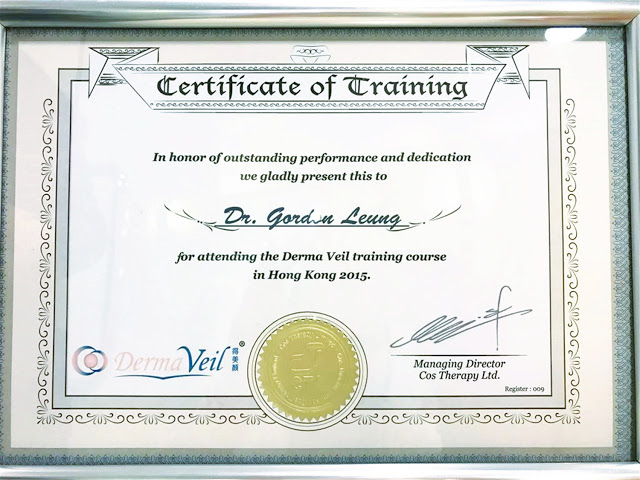 Certificate of Training
In honor of outstanding performance and dedication
we gladly present this to
Dr. Gordon Leung
for attending the Derma Veil training course
in Hong Kong 2015.
DermaVeil®
得美顏
Managing Director
Cos Therapy Ltd.
Register : 009